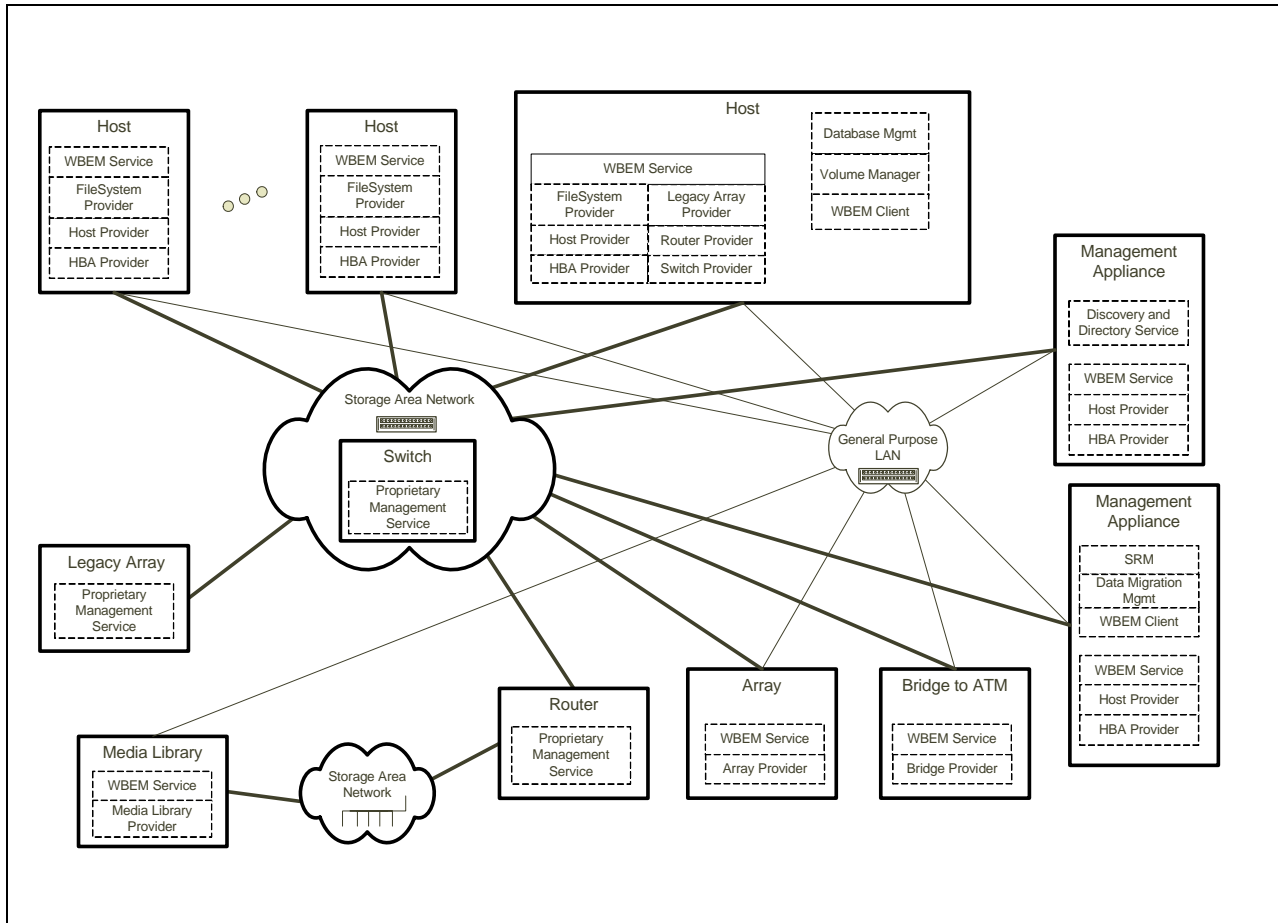 Host
WBEM Service
FileSystem
Provider
Host Provider
HBA Provider
Host
WBEM Service
FileSystem
Provider
Host Provider
HBA Provider
Host
WBEM Service
FileSystem
Provider
Host Provider
HBA Provider
Legacy Array
Provider
Router Provider
Switch Provider
Database Mgmt
Volume Manager
WBEM Client
Management
Appliance
Discovery and
Directory Service
WBEM Service
Host Provider
HBA Provider
Storage Area Network
Switch
Proprietary
Management
Service
General Purpose
LAN
Management
Appliance
SRM
Data Migration
Mgmt
WBEM Client
WBEM Service
Host Provider
HBA Provider
Legacy Array
Proprietary
Management
Service
Media Library
WBEM Service
Media Library
Provider
Storage Area
Network
Router
Proprietary
Management
Service
Array
WBEM Service
Array Provider
Bridge to ATM
WBEM Service
Bridge Provider